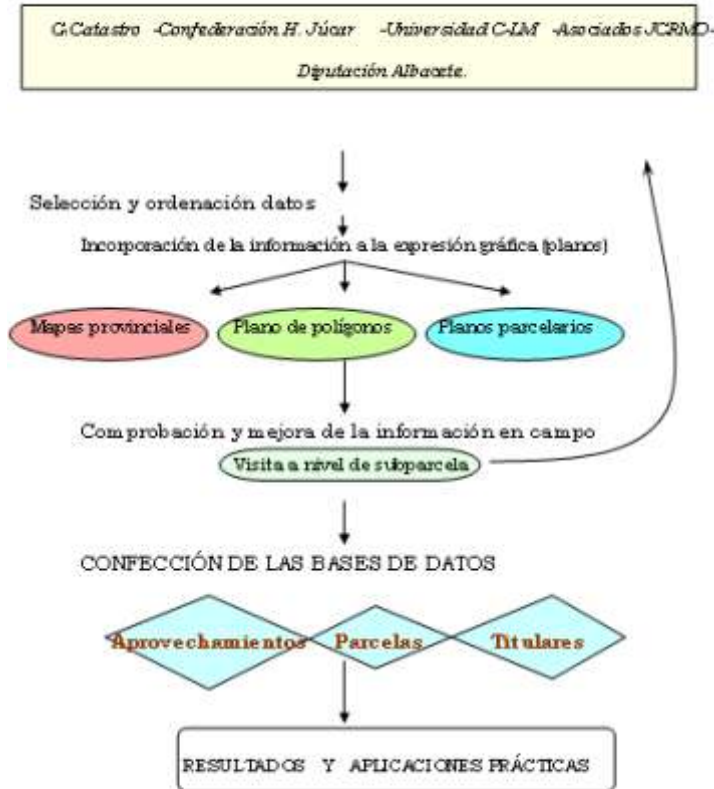 G.Catastro -Confederación H. Júcar -Universidad C-LM -Asociados JCRMO-
Diputación Albacete.
Selección y ordenación datos
Incorporación de la información a la expresión gráfica (planos)
Mapas provinciales Plano de polígonos Planos parcelarios
Comprobación y mejora de la información en campo
Visita a nivel de subparcela
CONFECCIÓN DE LAS BASES DE DATOS
Aprovechamientos Parcelas Titulares
RESULTADOS Y APLICACIONES PRÁCTICAS